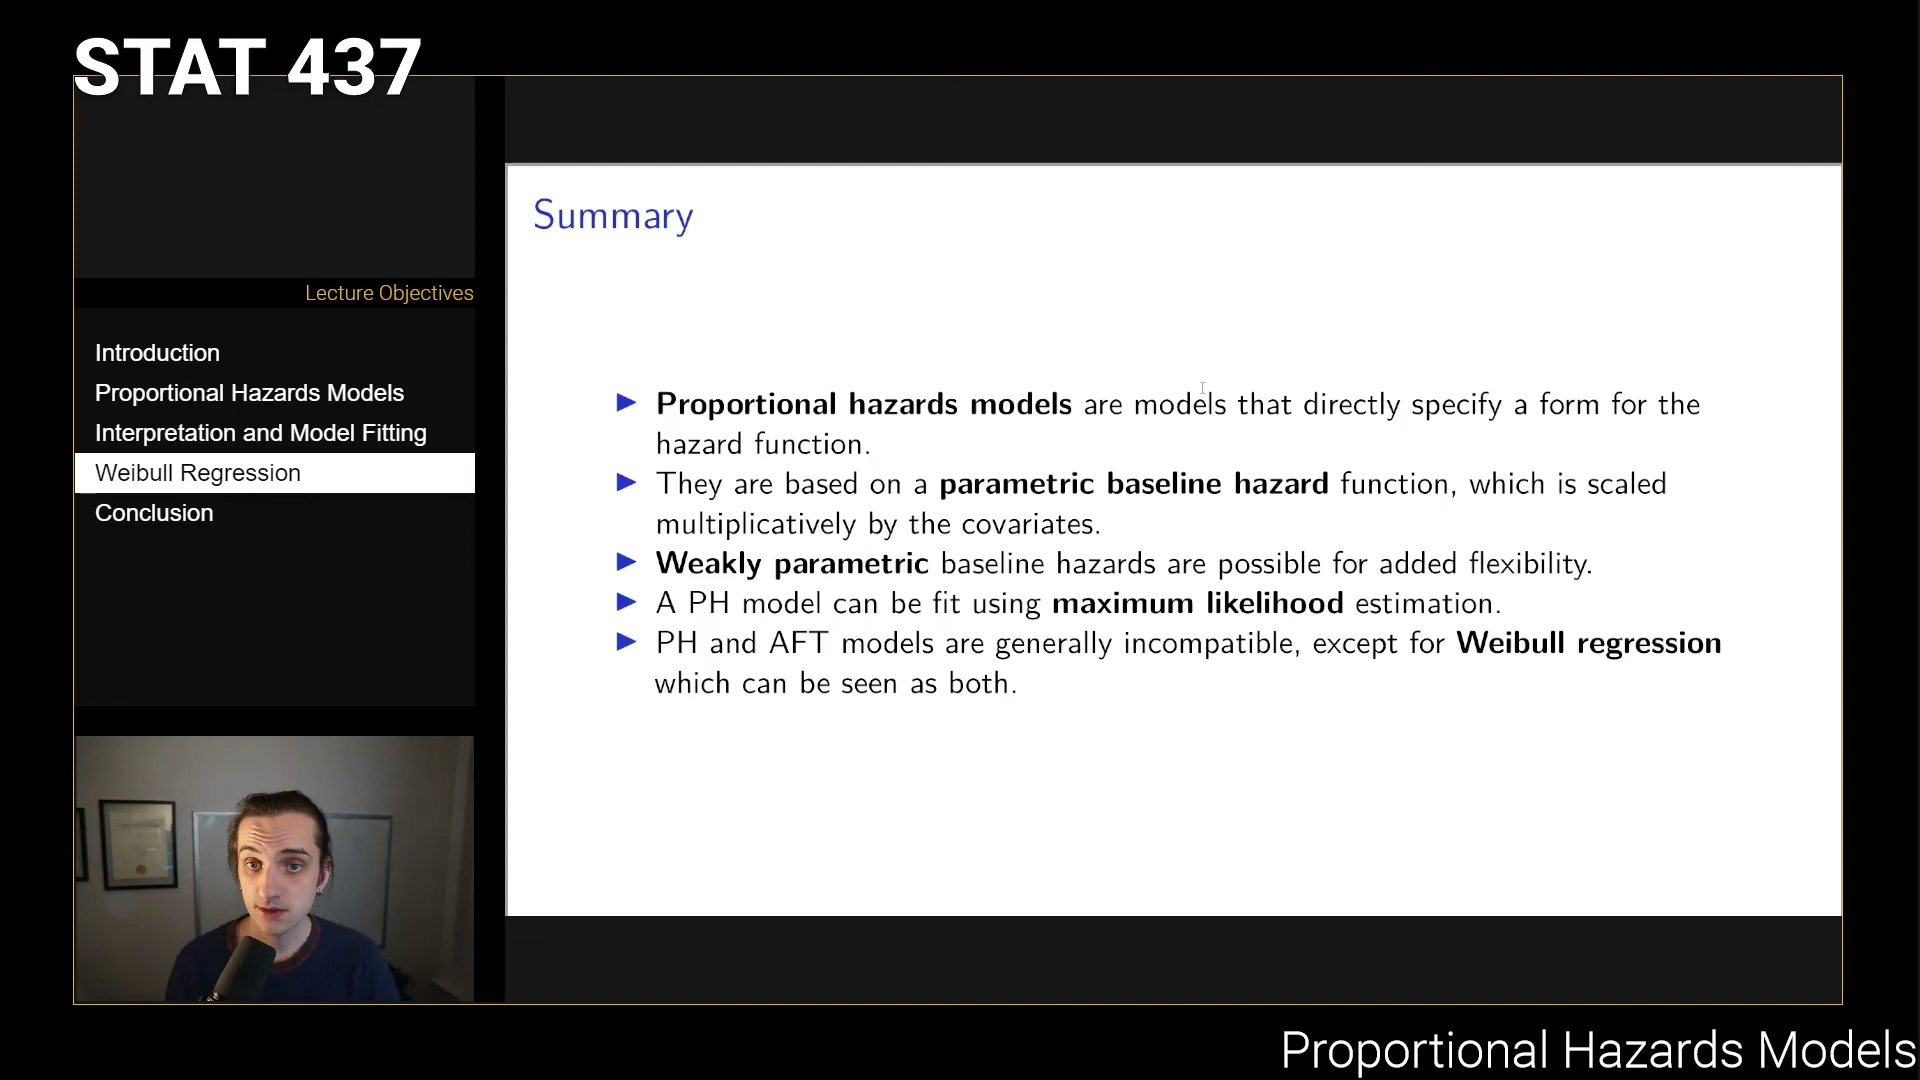 STAT 437
Lecture Objectives
Introduction
Proportional Hazards Models
Interpretation and Model Fitting
Weibull Regression
Conclusion
Summary
Proportional hazards models are models that directly specify a form for the
hazard function.
They are based on a parametric baseline hazard function, which is scaled
multiplicatively by the covariates.
Weakly parametric baseline hazards are possible for added flexibility.
A PH model can be fit using maximum likelihood estimation.
PH and AFT models are generally incompatible, except for Weibull regression
which can be seen as both.
Proportional Hazards Models